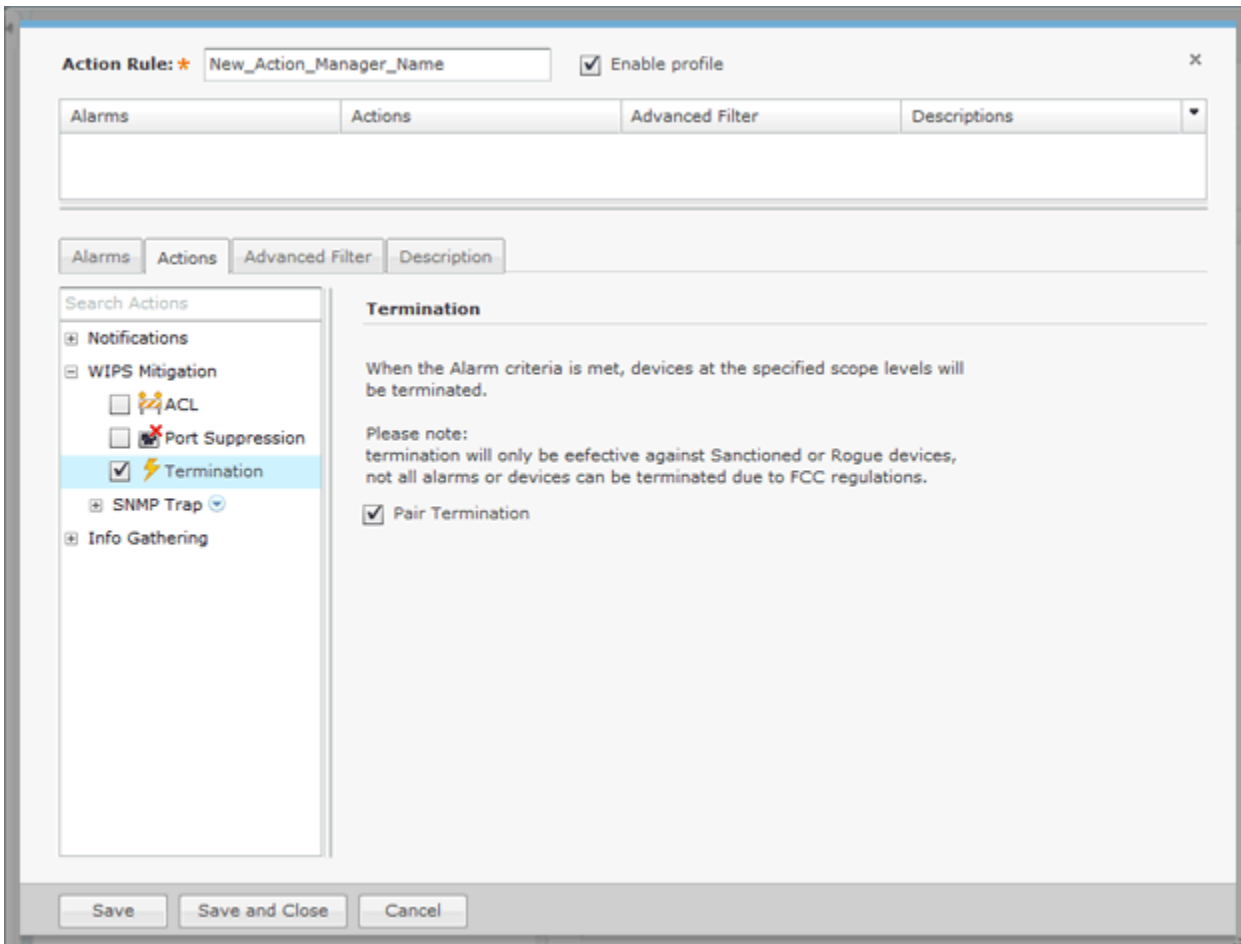 Action Rule: * New_Action_Manager_Name Enable profile
Alarms Actions Advanced Filter Descriptions
Alarms Actions Advanced Filter Description
Search Actions
Notifications
WIPS Mitigation
ACL
Port Suppression
Termination
SNMP Trap
Info Gathering
Termination
When the Alarm criteria is met, devices at the specified scope levels will
be terminated.
Please note:
termination will only be eefective against Sanctioned or Rogue devices,
not all alarms or devices can be terminated due to FCC regulations.
Pair Termination
Save Save and Close Cancel